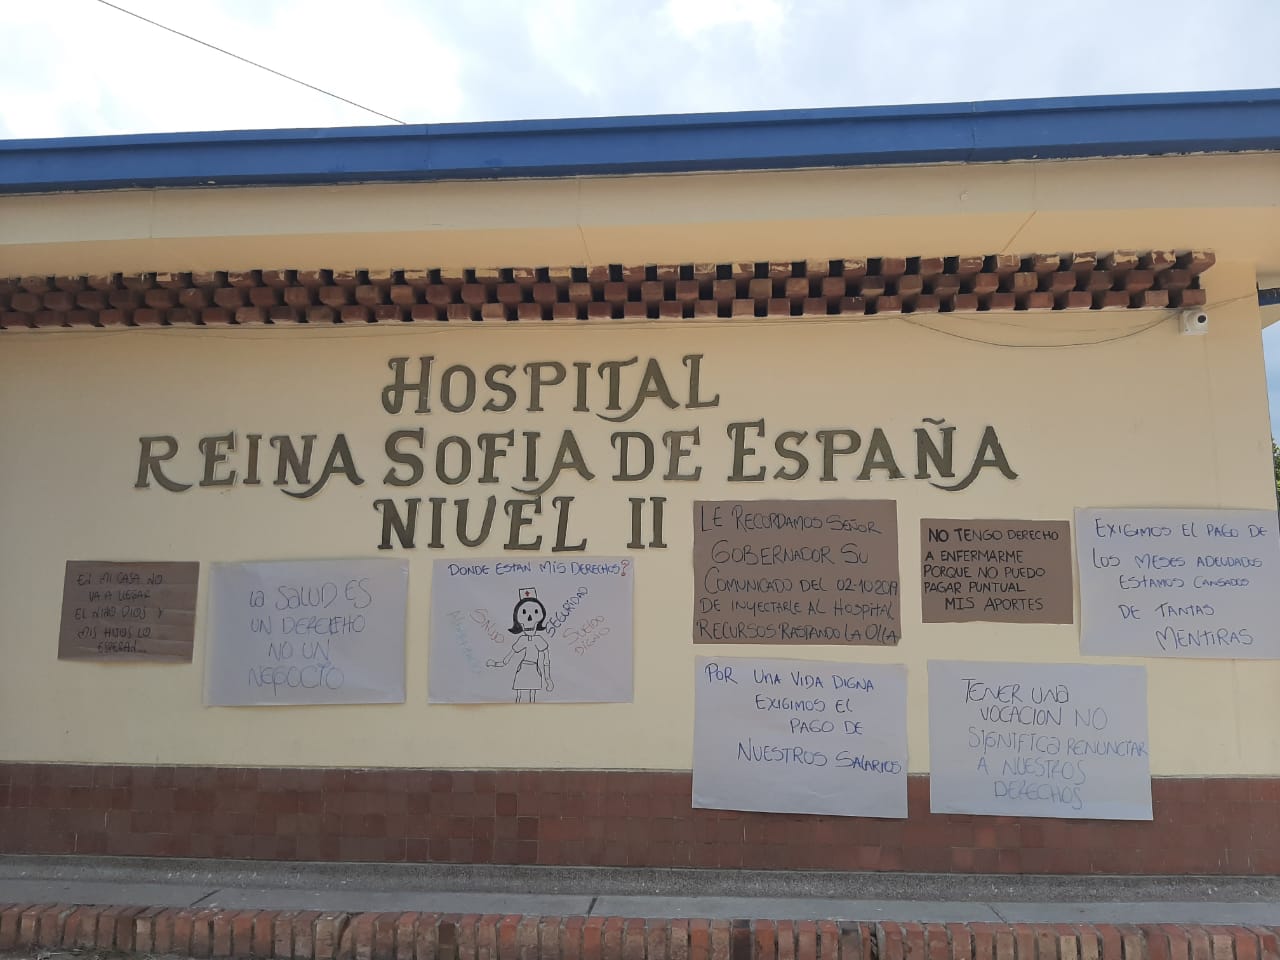 HOSPITAL
REINA SOFIA DE ESPAÑA
NIVEL II
EN MI CASA NO
VA A LLEGAR
EL NIÑO DIOS Y
MIS HIJOS LO
ESPERAN...
LA SALUD ES
UN DERECHO
NO UN
NEGOCIO
DONDE ESTAN MIS DERECHOS?
SALUD
SEGURIDAD
SUELDO
DIGNO
LE RECORDAMOS SEÑOR
GOBERNADOR SU
COMUNICADO DEL 02-10-2019
DE INYECTARLE AL HOSPITAL
RECURSOS RASPANDO LA OLLA
NO TENGO DERECHO
A ENFERMARME
PORQUE NO PUEDO
PAGAR PUNTUAL
MIS APORTES
EXIGIMOS EL PAGO DE
LOS MESES ADEUDADOS
ESTAMOS CANSADOS
DE TANTAS
MENTIRAS
POR UNA VIDA DIGNA
EXIGIMOS EL
PAGO DE
NUESTROS SALARIOS
TENER UNA
VOCACION NO
SIGNIFICA RENUNCIAR
A NUESTROS
DERECHOS